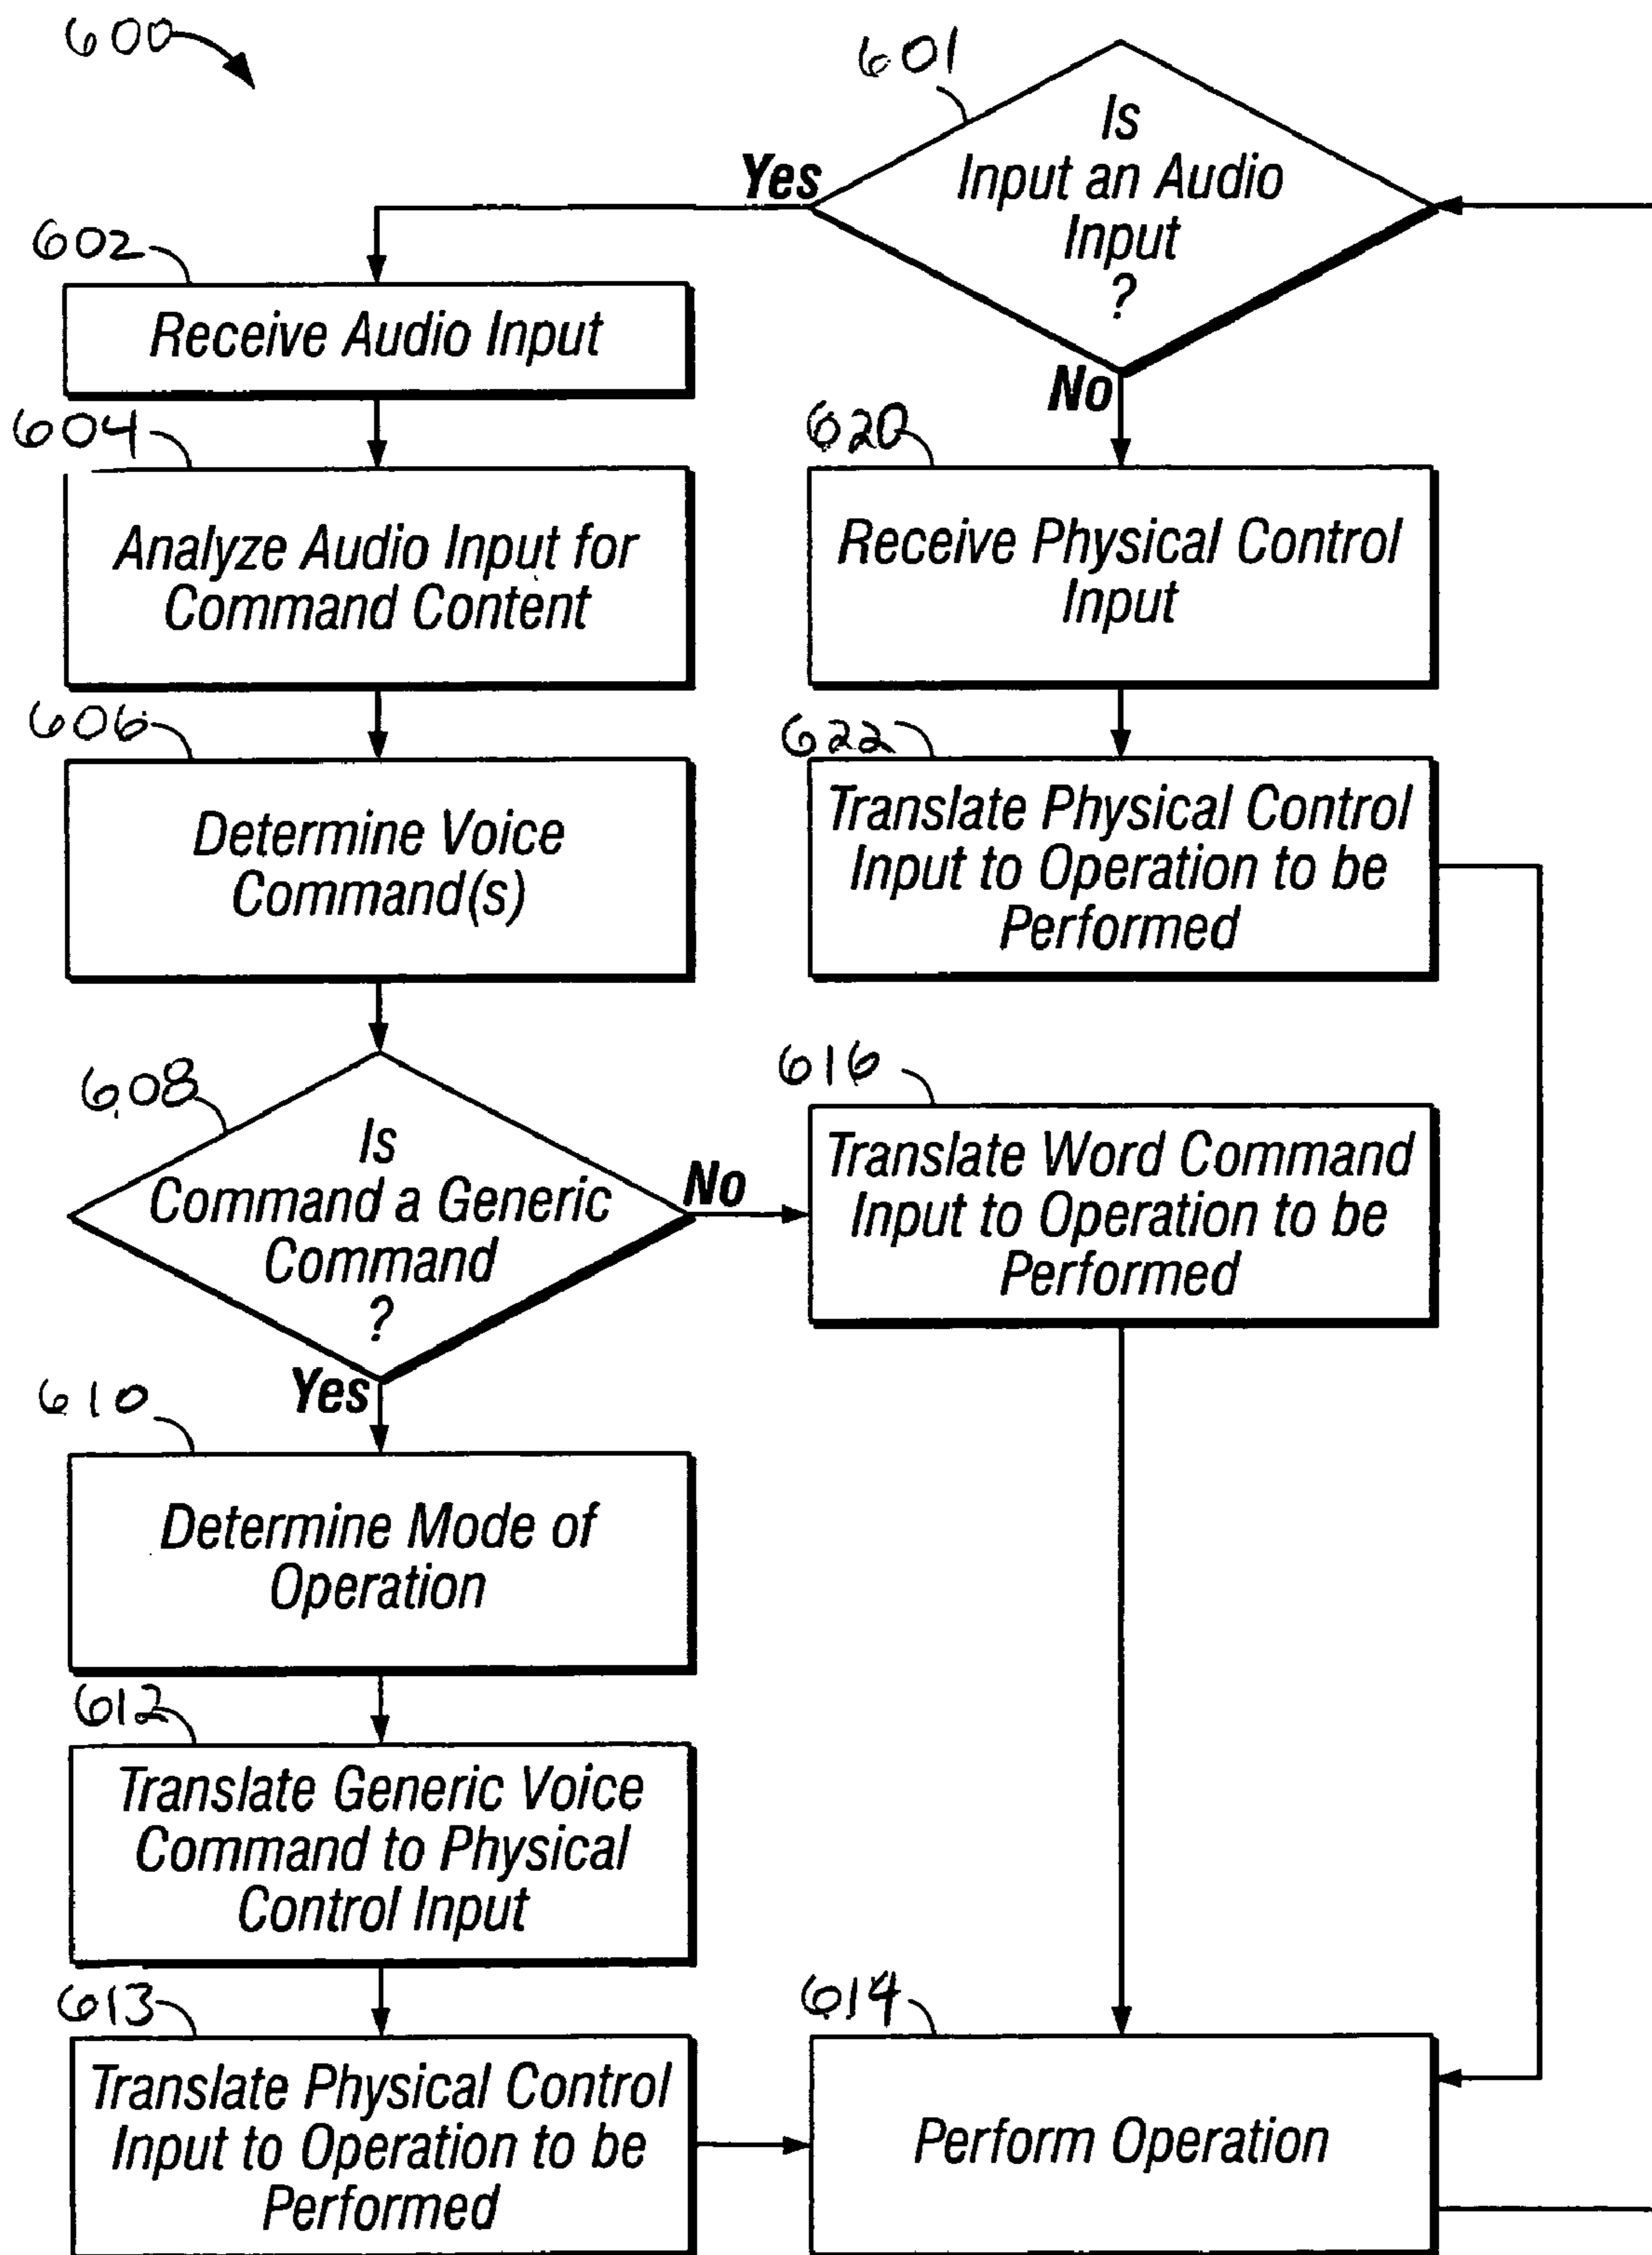 600
601
Is
Input an Audio
Input
?
Yes
No
602
Receive Audio Input
604
Analyze Audio Input for
Command Content
606
Determine Voice
Command(s)
620
Receive Physical Control
Input
622
Translate Physical Control
Input to Operation to be
Performed
608
Is
Command a Generic
Command
?
No
Yes
616
Translate Word Command
Input to Operation to be
Performed
610
Determine Mode of
Operation
612
Translate Generic Voice
Command to Physical
Control Input
613
Translate Physical Control
Input to Operation to be
Performed
614
Perform Operation